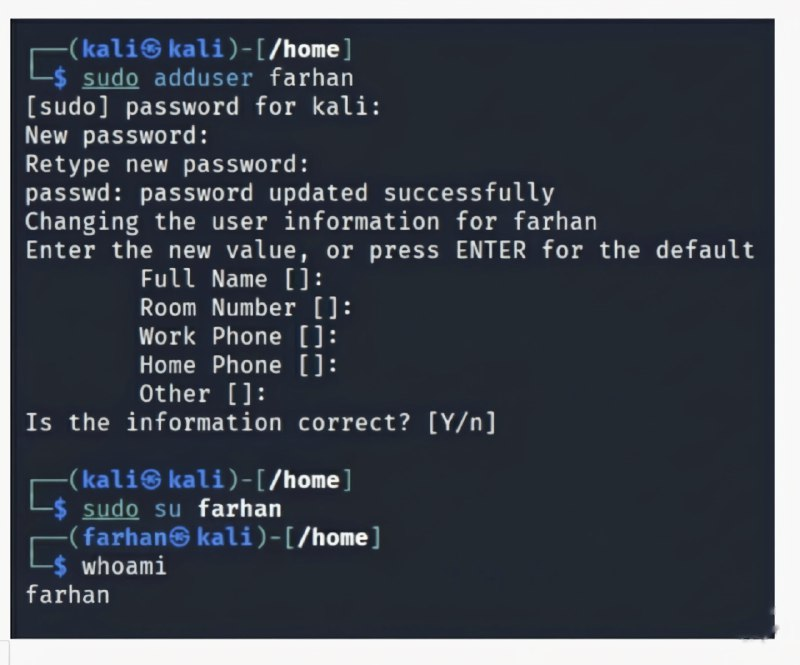 ┌──(kali㉿kali)-[/home]
└─$ sudo adduser farhan
[sudo] password for kali:
New password:
Retype new password:
passwd: password updated successfully
Changing the user information for farhan
Enter the new value, or press ENTER for the default
Full Name []:
Room Number []:
Work Phone []:
Home Phone []:
Other []:
Is the information correct? [Y/n]
┌──(kali㉿kali)-[/home]
└─$ sudo su farhan
┌──(farhan㉿kali)-[/home]
└─$ whoami
farhan